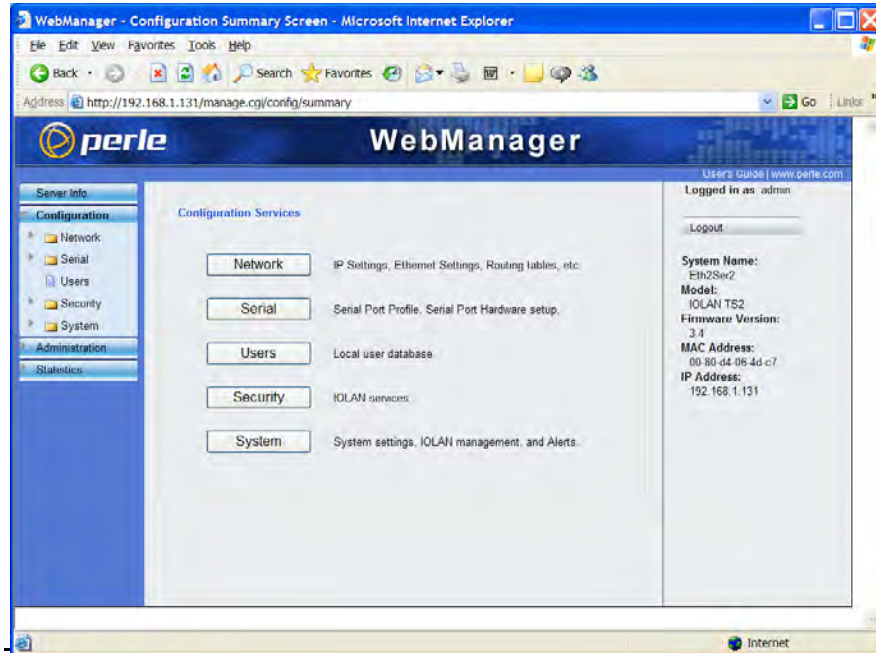 WebManager - Configuration Summary Screen - Microsoft Internet Explorer
File Edit View Favorites Tools Help
Back Search Favorites
Address http://192.168.1.131/manage.cgi/config/summary Go Links »
perle WebManager
User's Guide | www.perle.com
Server Info
Configuration
Network
Serial
Users
Security
System
Administration
Statistics
Configuration Services
Network IP Settings, Ethernet Settings, Routing tables, etc.
Serial Serial Port Profile, Serial Port Hardware setup.
Users Local user database.
Security IOLAN services.
System System settings, IOLAN management, and Alerts.
Logged in as admin
Logout
System Name:
Eth2Ser2
Model:
IOLAN TS2
Firmware Version:
3.4
MAC Address:
00-80-d4-06-4d-c7
IP Address:
192.168.1.131
Internet